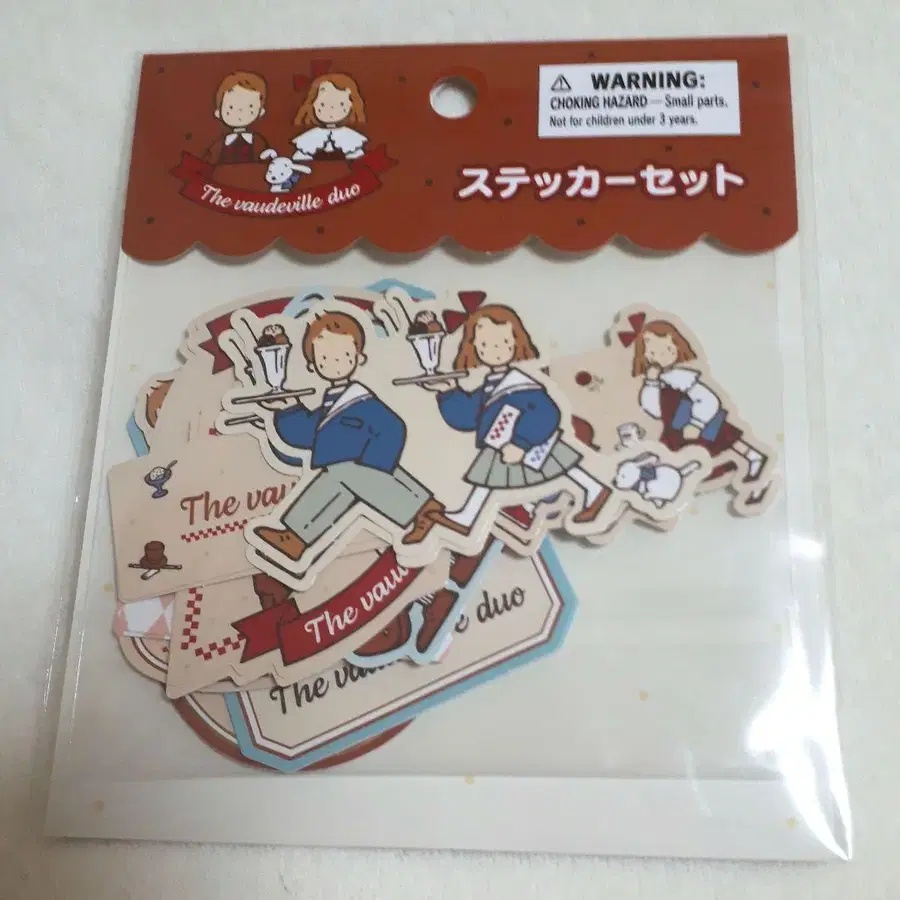 WARNING:
CHOKING HAZARD — Small parts.
Not for children under 3 years.
The vaudeville duo
ステッカーセット
The vau
The vau
duo
The va